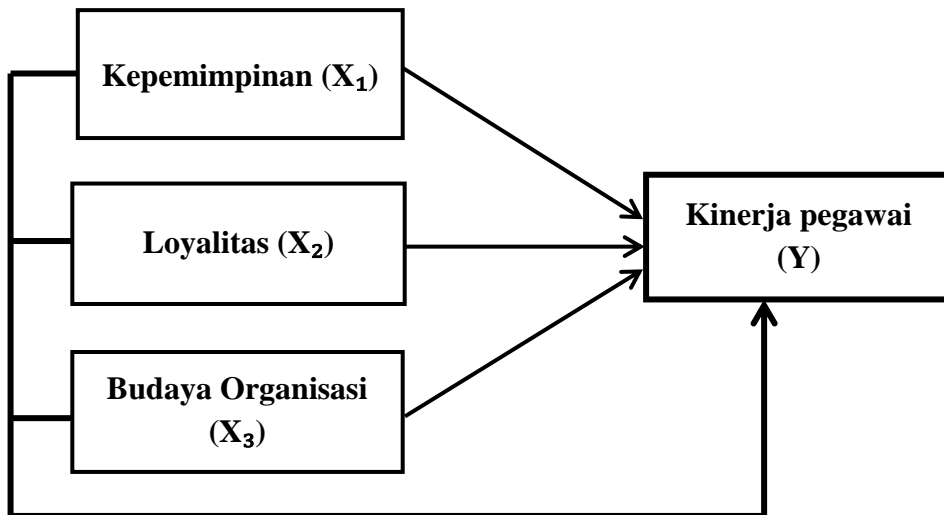 Kepemimpinan (X₁)
Loyalitas (X₂)
Budaya Organisasi
(X₃)
Kinerja pegawai
(Y)